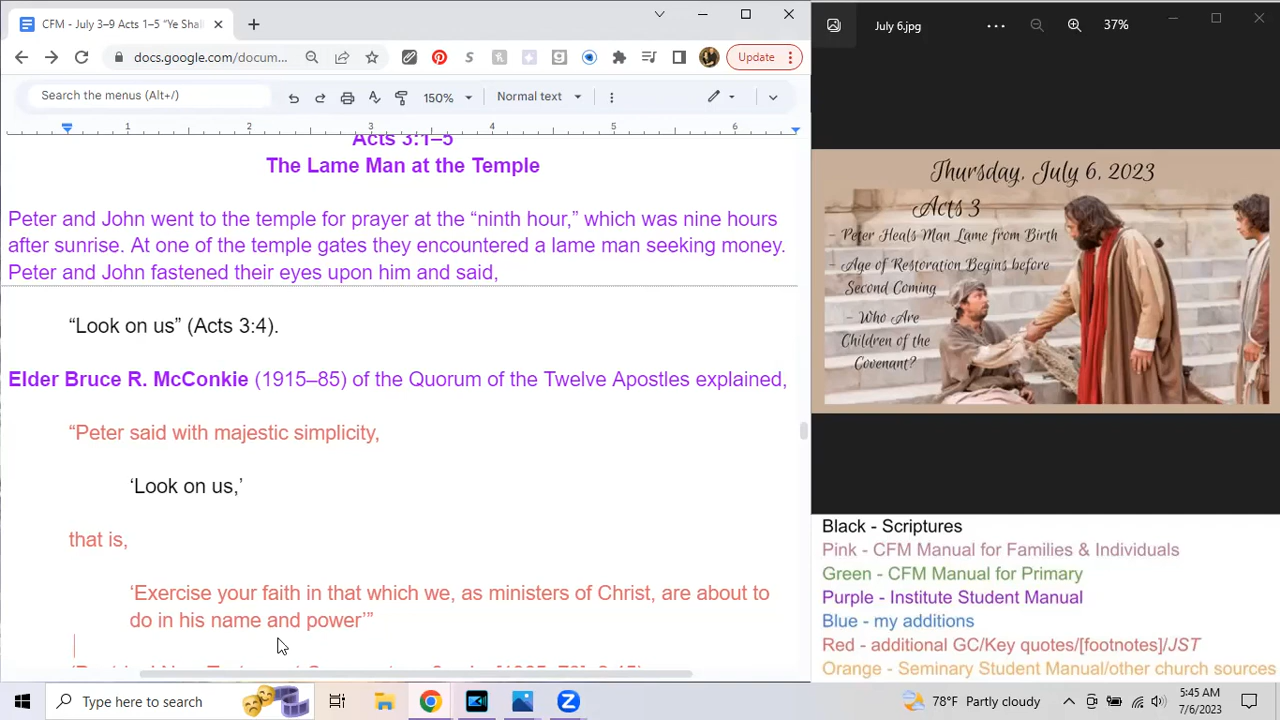 CFM - July 3–9 Acts 1–5 "Ye Shal
docs.google.com/docum...
Update
Search the menus (Alt+/)
150%
Normal text
1 2 3 4 5 6
Acts 3:1–5
The Lame Man at the Temple
Peter and John went to the temple for prayer at the “ninth hour,” which was nine hours
after sunrise. At one of the temple gates they encountered a lame man seeking money.
Peter and John fastened their eyes upon him and said,
“Look on us” (Acts 3:4).
Elder Bruce R. McConkie (1915–85) of the Quorum of the Twelve Apostles explained,
“Peter said with majestic simplicity,
‘Look on us,’
that is,
‘Exercise your faith in that which we, as ministers of Christ, are about to
do in his name and power’”
July 6.jpg
37%
Thursday, July 6, 2023
Acts 3
- Peter Heals Man Lame from Birth
- Age of Restoration Begins before
Second Coming
- Who Are
Children of the
Covenant?
Black - Scriptures
Pink - CFM Manual for Families & Individuals
Green - CFM Manual for Primary
Purple - Institute Student Manual
Blue - my additions
Red - additional GC/Key quotes/[footnotes]/JST
Orange - Seminary Student Manual/other church sources
Type here to search
78°F Partly cloudy
5:45 AM
7/6/2023